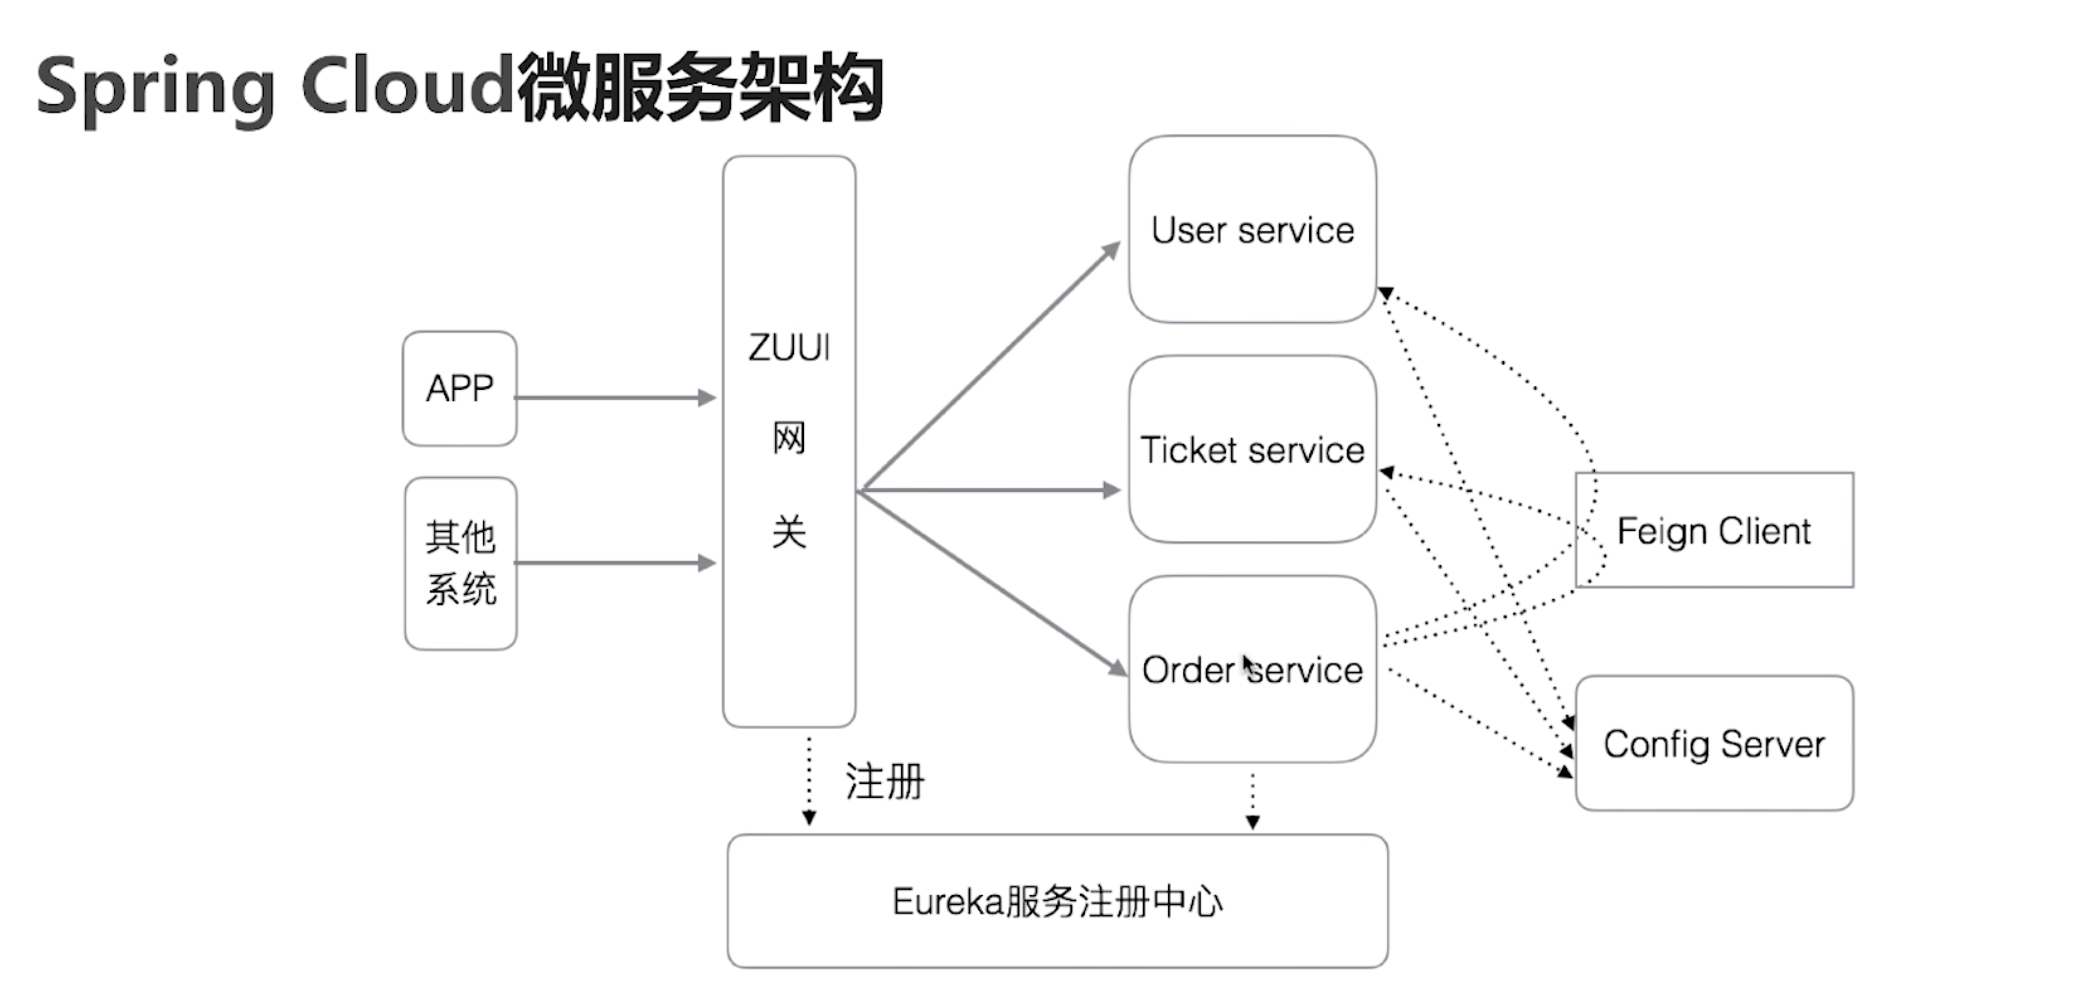 Spring Cloud微服务架构
APP
其他
系统
ZUUl
网
关
User service
Ticket service
Order service
Feign Client
Config Server
注册
Eureka服务注册中心